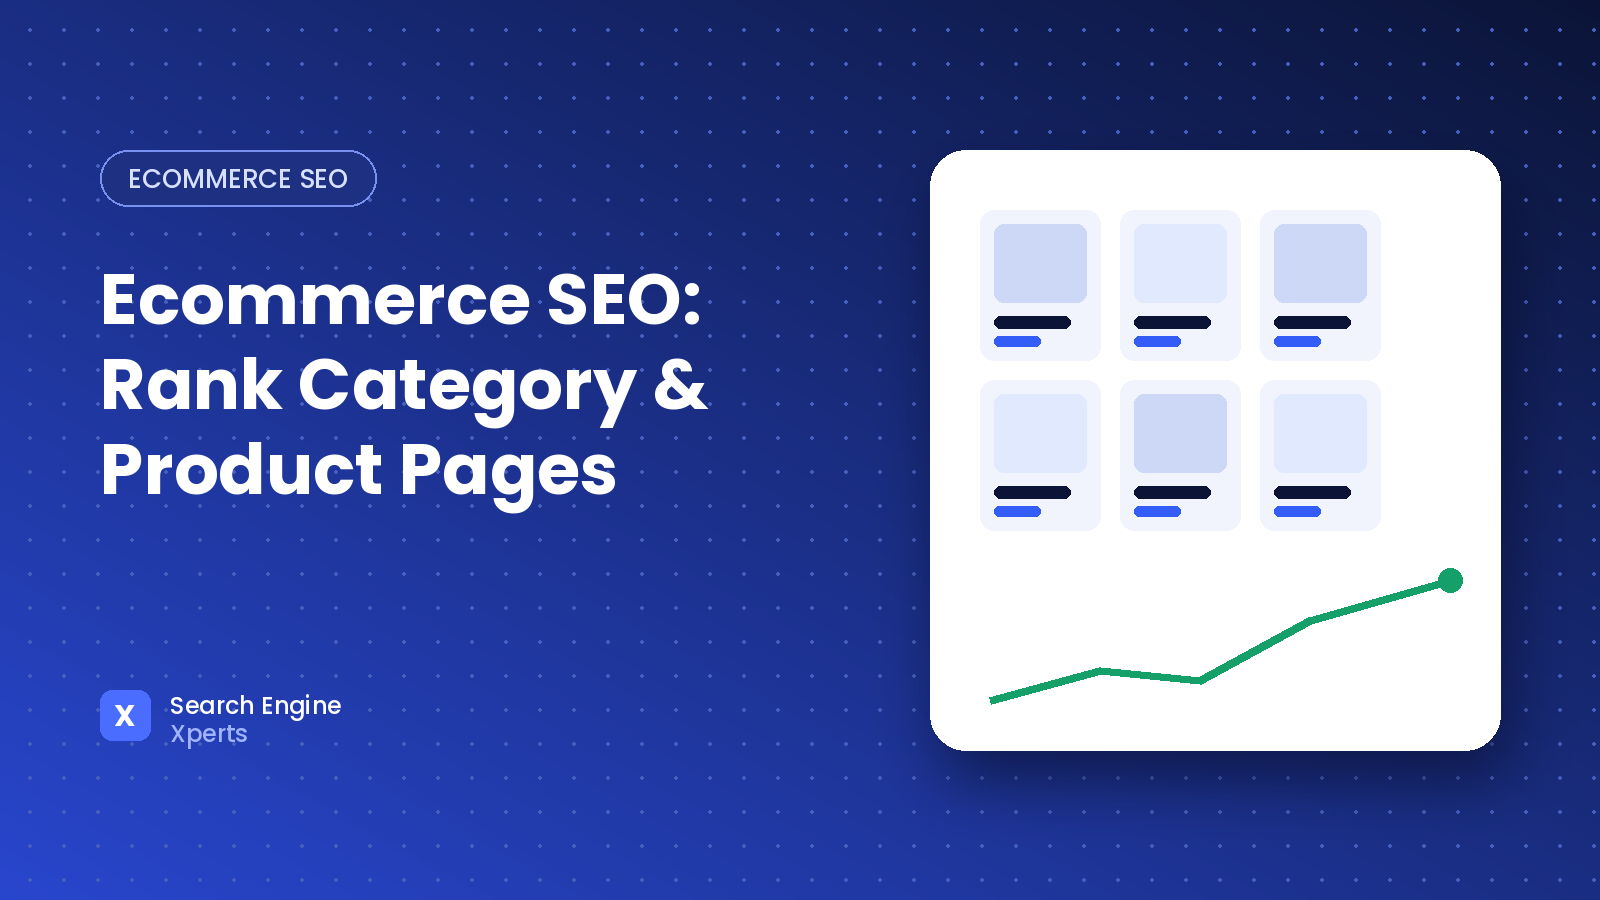 ECOMMERCE SEO
Ecommerce SEO:
Rank Category &
Product Pages
X
Search Engine
Xperts